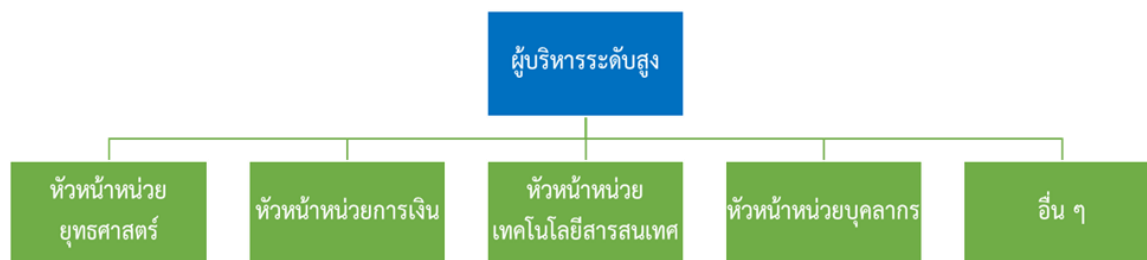 ผู้บริหารระดับสูง
หัวหน้าหน่วย
ยุทธศาสตร์
หัวหน้าหน่วยการเงิน
หัวหน้าหน่วย
เทคโนโลยีสารสนเทศ
หัวหน้าหน่วยบุคลากร
อื่น ๆ